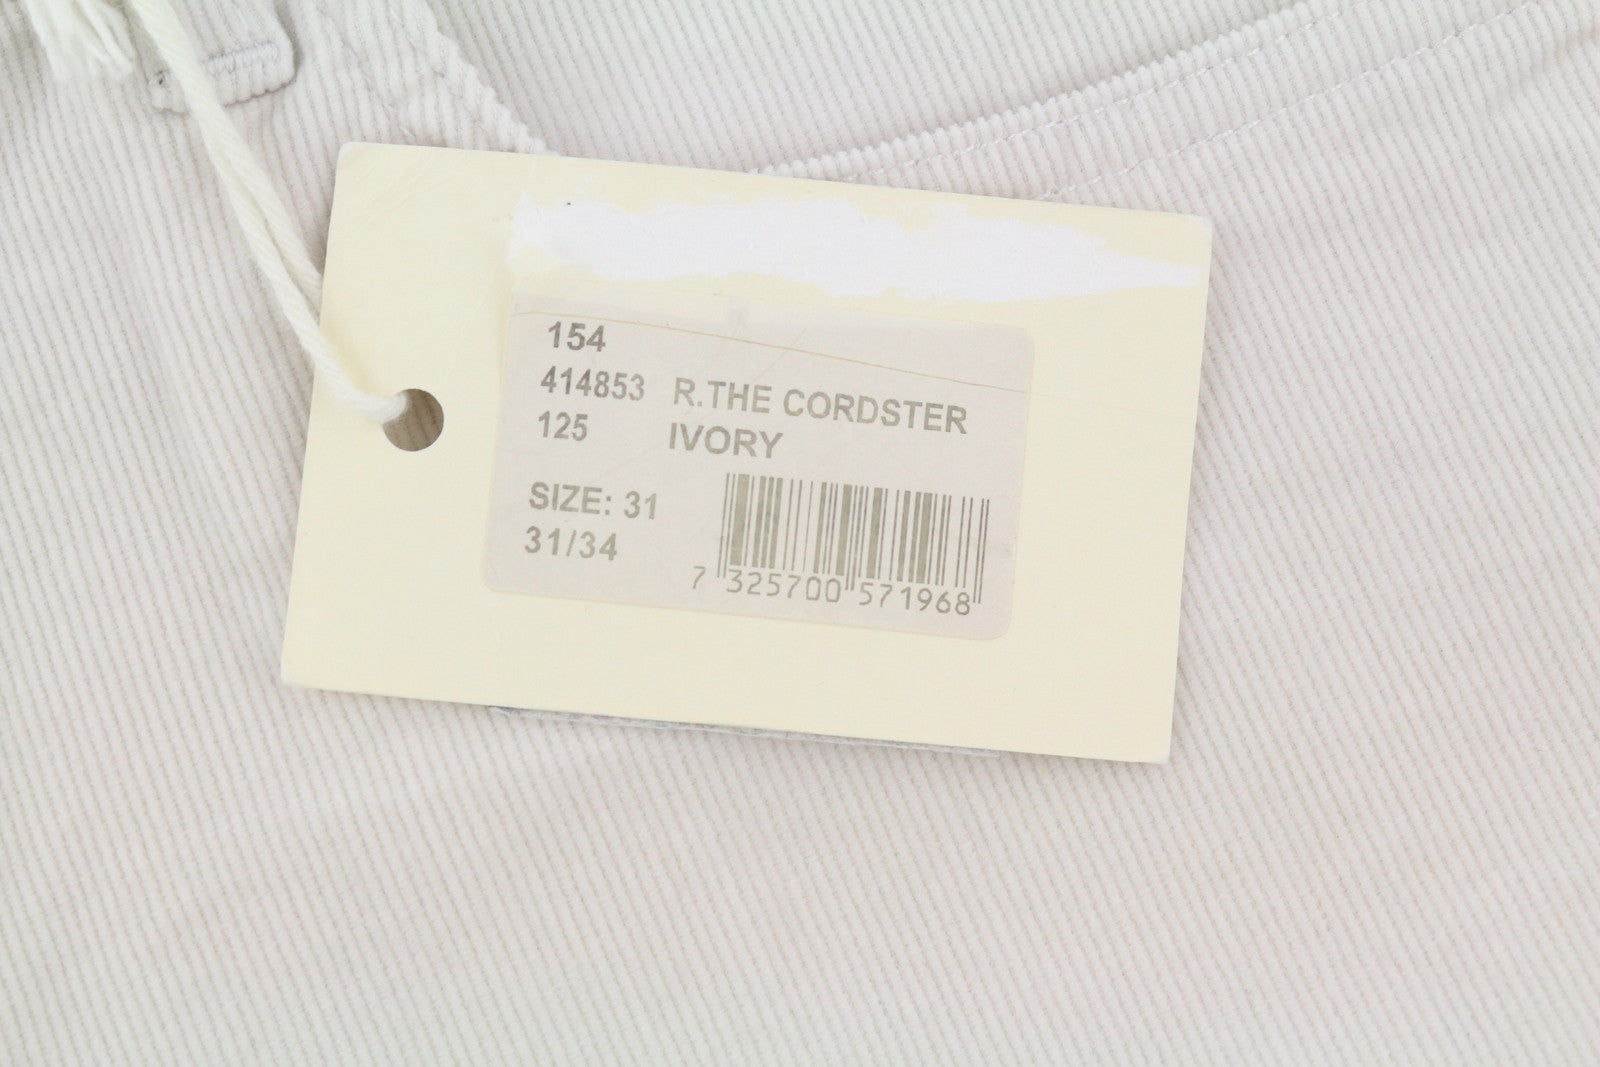 154
414853 R.THE CORDSTER
125 IVORY
SIZE: 31
31/34
7 325700 571968